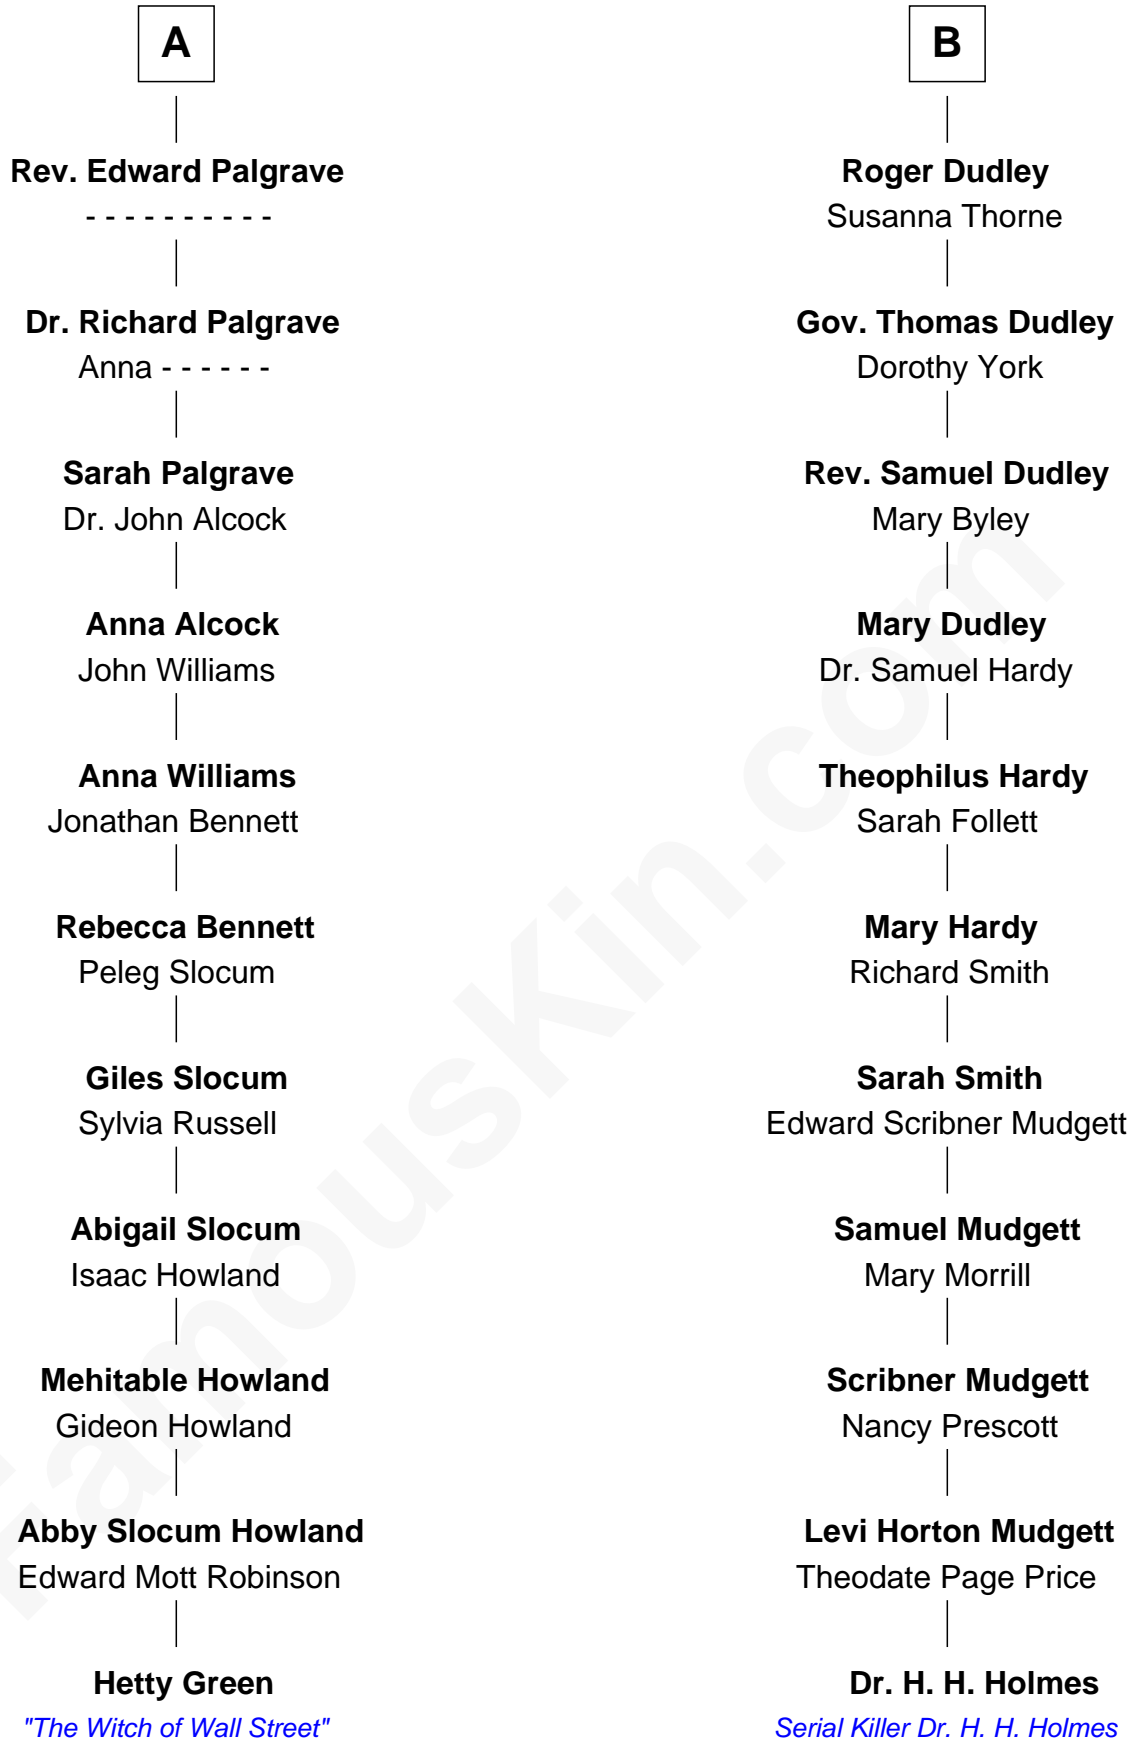 A
Rev. Edward Palgrave
- - - - - - - - - -
Dr. Richard Palgrave
Anna - - - - - -
Sarah Palgrave
Dr. John Alcock
Anna Alcock
John Williams
Anna Williams
Jonathan Bennett
Rebecca Bennett
Peleg Slocum
Giles Slocum
Sylvia Russell
Abigail Slocum
Isaac Howland
Mehitable Howland
Gideon Howland
Abby Slocum Howland
Edward Mott Robinson
Hetty Green
"The Witch of Wall Street"
B
Roger Dudley
Susanna Thorne
Gov. Thomas Dudley
Dorothy York
Rev. Samuel Dudley
Mary Byley
Mary Dudley
Dr. Samuel Hardy
Theophilus Hardy
Sarah Follett
Mary Hardy
Richard Smith
Sarah Smith
Edward Scribner Mudgett
Samuel Mudgett
Mary Morrill
Scribner Mudgett
Nancy Prescott
Levi Horton Mudgett
Theodate Page Price
Dr. H. H. Holmes
Serial Killer Dr. H. H. Holmes
FamousKin.com